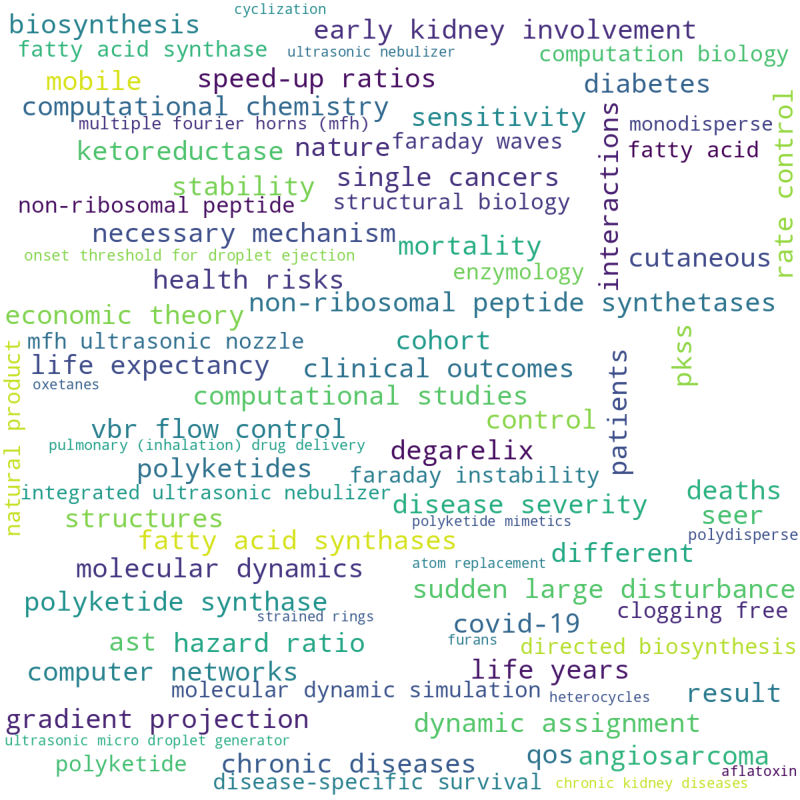 cyclization
biosynthesis
early kidney involvement
fatty acid synthase
ultrasonic nebulizer
computation biology
mobile
speed-up ratios
diabetes
computational chemistry
sensitivity
interactions
rate control
multiple fourier horns (mfh)
monodisperse
ketoreductase
nature
faraday waves
fatty acid
stability
single cancers
non-ribosomal peptide
structural biology
necessary mechanism
mortality
cutaneous
onset threshold for droplet ejection
health risks
enzymology
non-ribosomal peptide synthetases
economic theory
mfh ultrasonic nozzle
cohort
pkss
natural product
life expectancy
clinical outcomes
patients
oxetanes
computational studies
control
vbr flow control
pulmonary (inhalation) drug delivery
degarelix
polyketides
faraday instability
integrated ultrasonic nebulizer
disease severity
deaths
structures
polyketide mimetics
seer
polydisperse
fatty acid synthases
different
molecular dynamics
atom replacement
sudden large disturbance
polyketide synthase
strained rings
covid-19
clogging free
ast
hazard ratio
furans
directed biosynthesis
computer networks
life years
molecular dynamic simulation
heterocycles
result
gradient projection
dynamic assignment
ultrasonic micro droplet generator
polyketide
chronic diseases
qos
angiosarcoma
aflatoxin
disease-specific survival
chronic kidney diseases